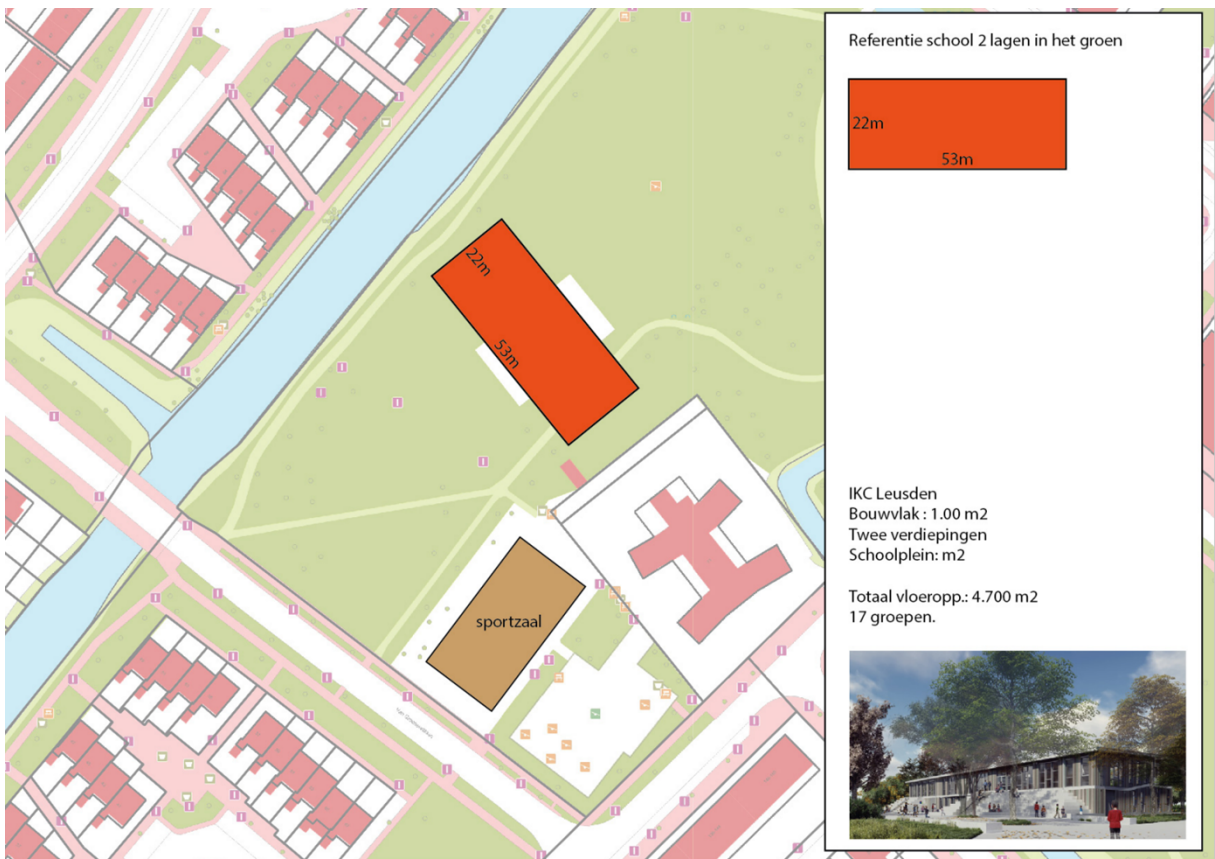 Referentie school 2 lagen in het groen
22m
53m
22m
53m
sportzaal
IKC Leusden
Bouwvlak : 1.00 m2
Twee verdiepingen
Schoolplein: m2
Totaal vloeropp.: 4.700 m2
17 groepen.